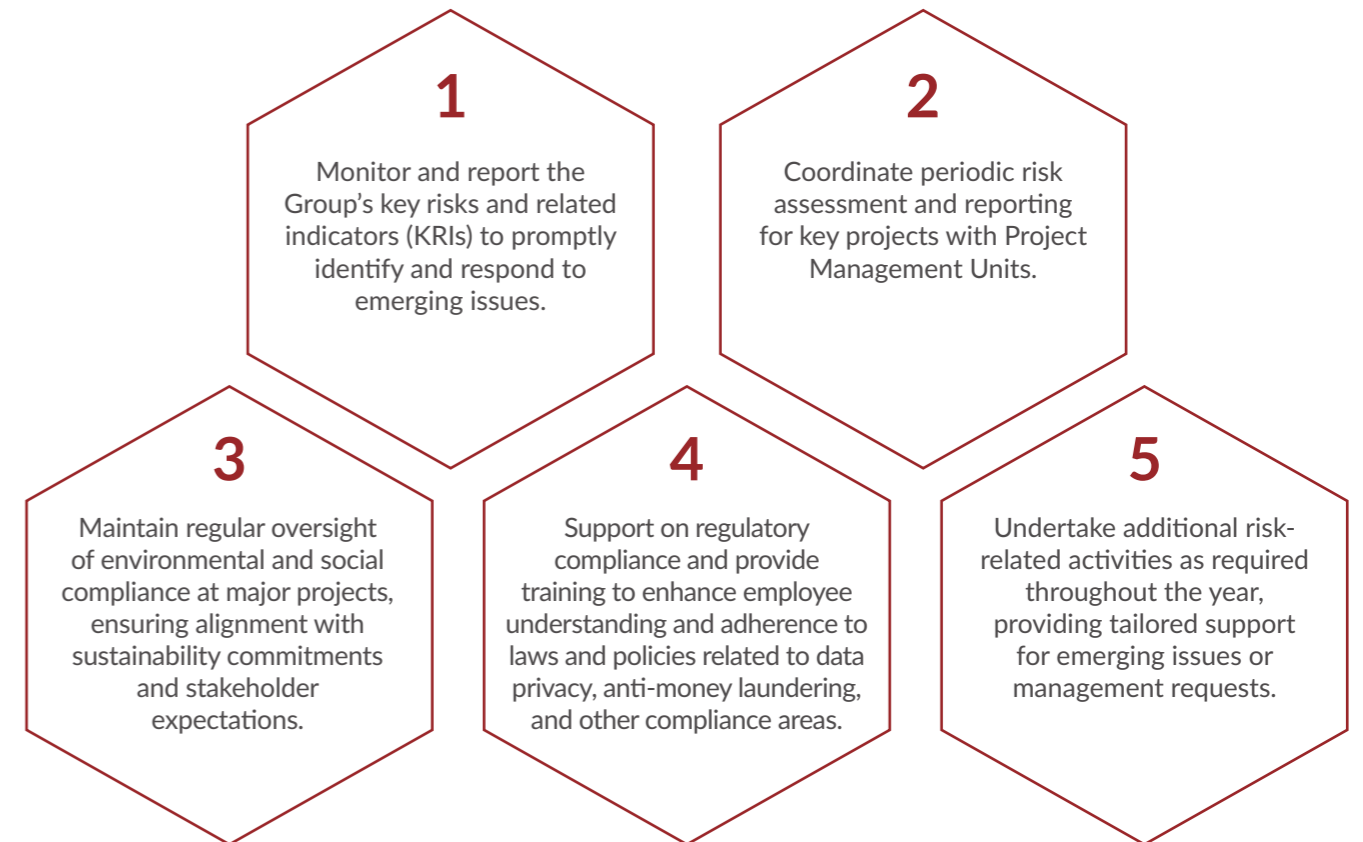 1
Monitor and report the
Group’s key risks and related
indicators (KRIs) to promptly
identify and respond to
emerging issues.
2
Coordinate periodic risk
assessment and reporting
for key projects with Project
Management Units.
3
Maintain regular oversight
of environmental and social
compliance at major projects,
ensuring alignment with
sustainability commitments
and stakeholder
expectations.
4
Support on regulatory
compliance and provide
training to enhance employee
understanding and adherence to
laws and policies related to data
privacy, anti-money laundering,
and other compliance areas.
5
Undertake additional risk-
related activities as required
throughout the year,
providing tailored support
for emerging issues or
management requests.